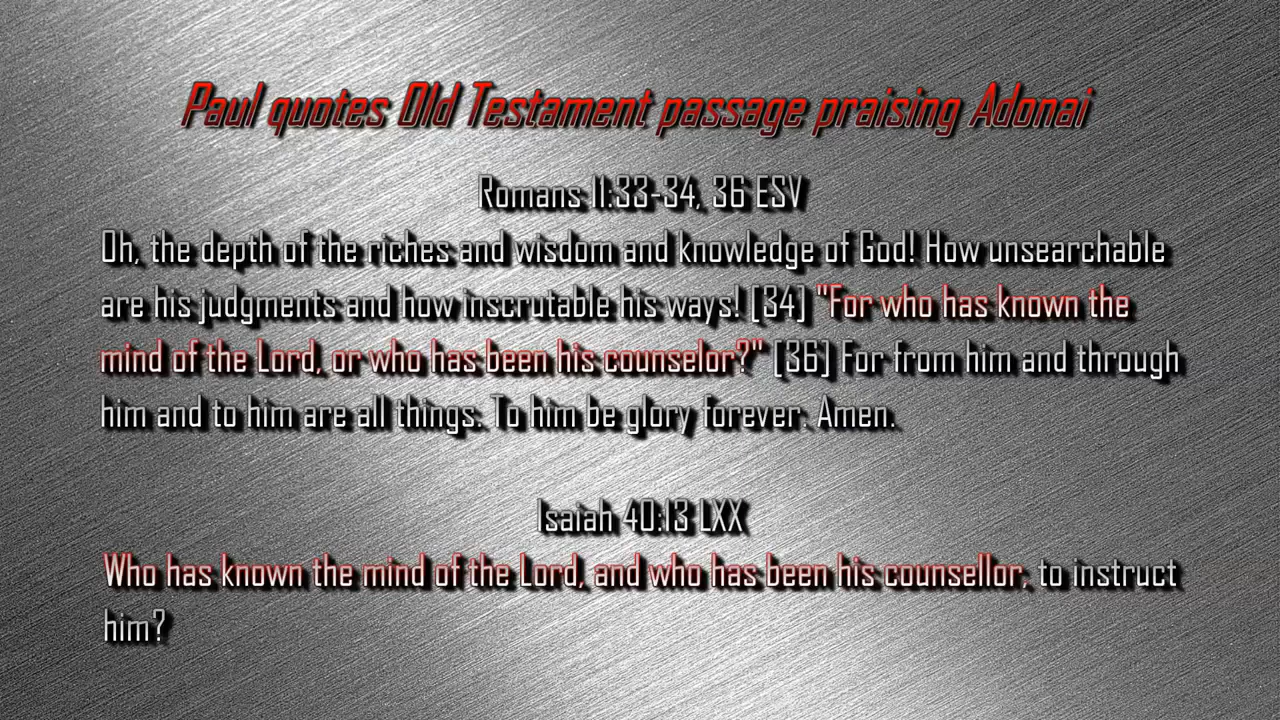 Paul quotes Old Testament passage praising Adonai
Romans 11:33-34, 36 ESV
Oh, the depth of the riches and wisdom and knowledge of God! How unsearchable
are his judgments and how inscrutable his ways! [34] "For who has known the
mind of the Lord, or who has been his counselor?" [36] For from him and through
him and to him are all things. To him be glory forever. Amen.
Isaiah 40:13 LXX
Who has known the mind of the Lord, and who has been his counsellor, to instruct
him?